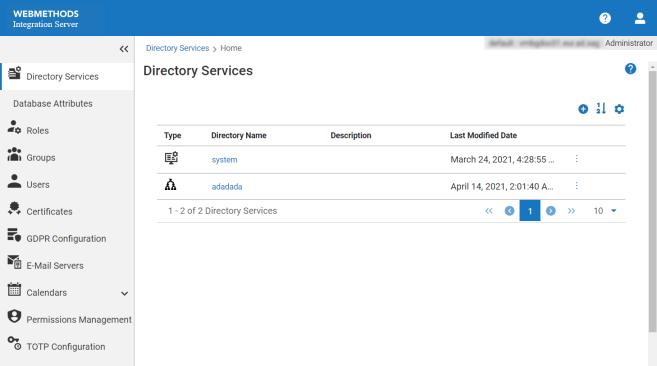 WEBMETHODS
Integration Server
Administrator
Directory Services > Home
Directory Services
Directory Services
Database Attributes
Roles
Groups
Users
Certificates
GDPR Configuration
E-Mail Servers
Calendars
Permissions Management
TOTP Configuration
Type Directory Name Description Last Modified Date
system March 24, 2021, 4:28:55 ...
adadada April 14, 2021, 2:01:40 A...
1 - 2 of 2 Directory Services 1 10